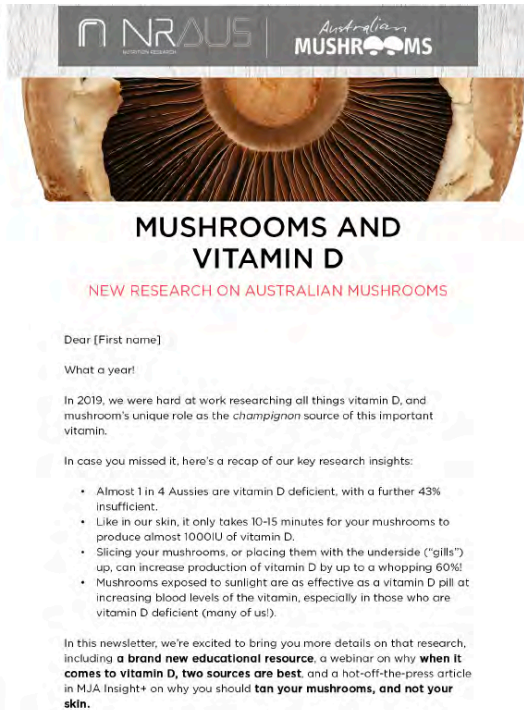 NRAUS
NUTRITION RESEARCH
Australian
MUSHROOMS
MUSHROOMS AND
VITAMIN D
NEW RESEARCH ON AUSTRALIAN MUSHROOMS
Dear [First name]
What a year!
In 2019, we were hard at work researching all things vitamin D, and
mushroom's unique role as the champignon source of this important
vitamin.
In case you missed it, here's a recap of our key research insights:
• Almost 1 in 4 Aussies are vitamin D deficient, with a further 43%
insufficient.
• Like in our skin, it only takes 10-15 minutes for your mushrooms to
produce almost 1000IU of vitamin D.
• Slicing your mushrooms, or placing them with the underside ("gills")
up, can increase production of vitamin D by up to a whopping 60%!
• Mushrooms exposed to sunlight are as effective as a vitamin D pill at
increasing blood levels of the vitamin, especially in those who are
vitamin D deficient (many of us!).
In this newsletter, we're excited to bring you more details on that research,
including a brand new educational resource, a webinar on why when it
comes to vitamin D, two sources are best, and a hot-off-the-press article
in MJA Insight+ on why you should tan your mushrooms, and not your
skin.